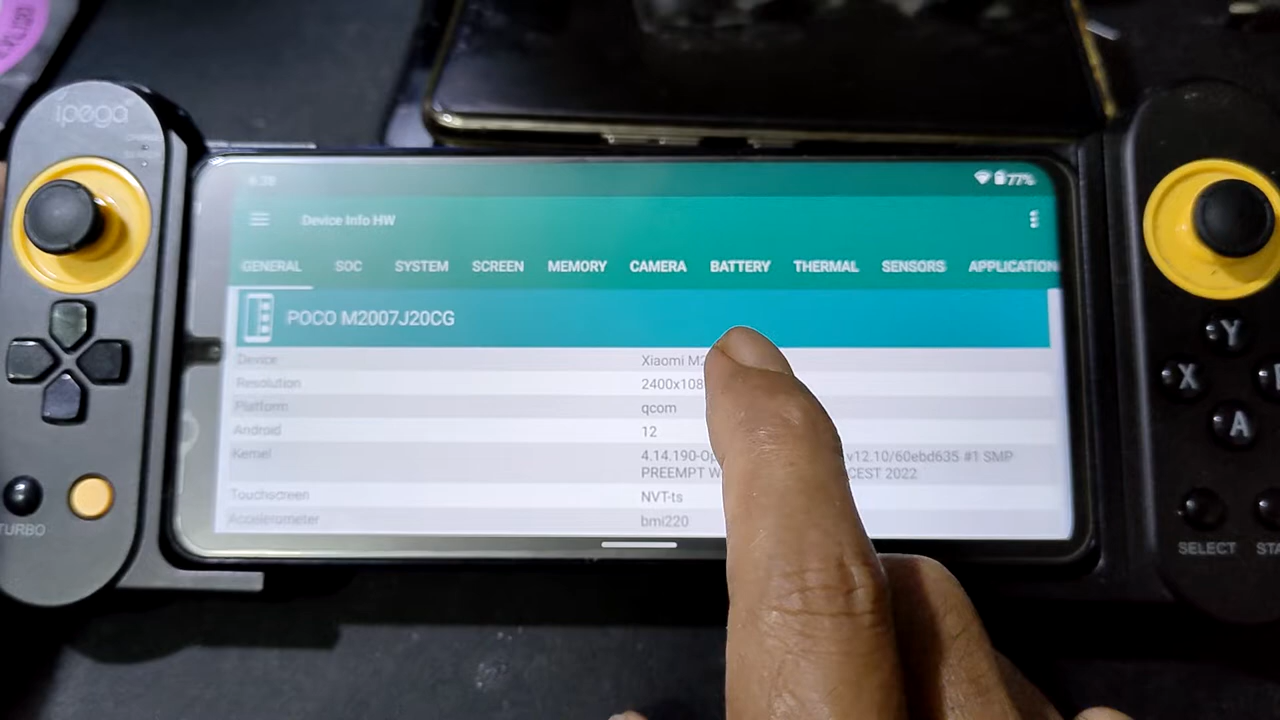 ipega
77%
Device Info HW
GENERAL SOC SYSTEM SCREEN MEMORY CAMERA BATTERY THERMAL SENSORS APPLICATION
POCO M2007J20CG
Device Xiaomi
Resolution
Platform qcom
Android 12
Kernel 4.14.190-Op v12.10/60ebd635 #1 SMP
PREEMPT CEST 2022
Touchscreen NVT-ts
Accelerometer bmi220
Y
X
A
TURBO
SELECT